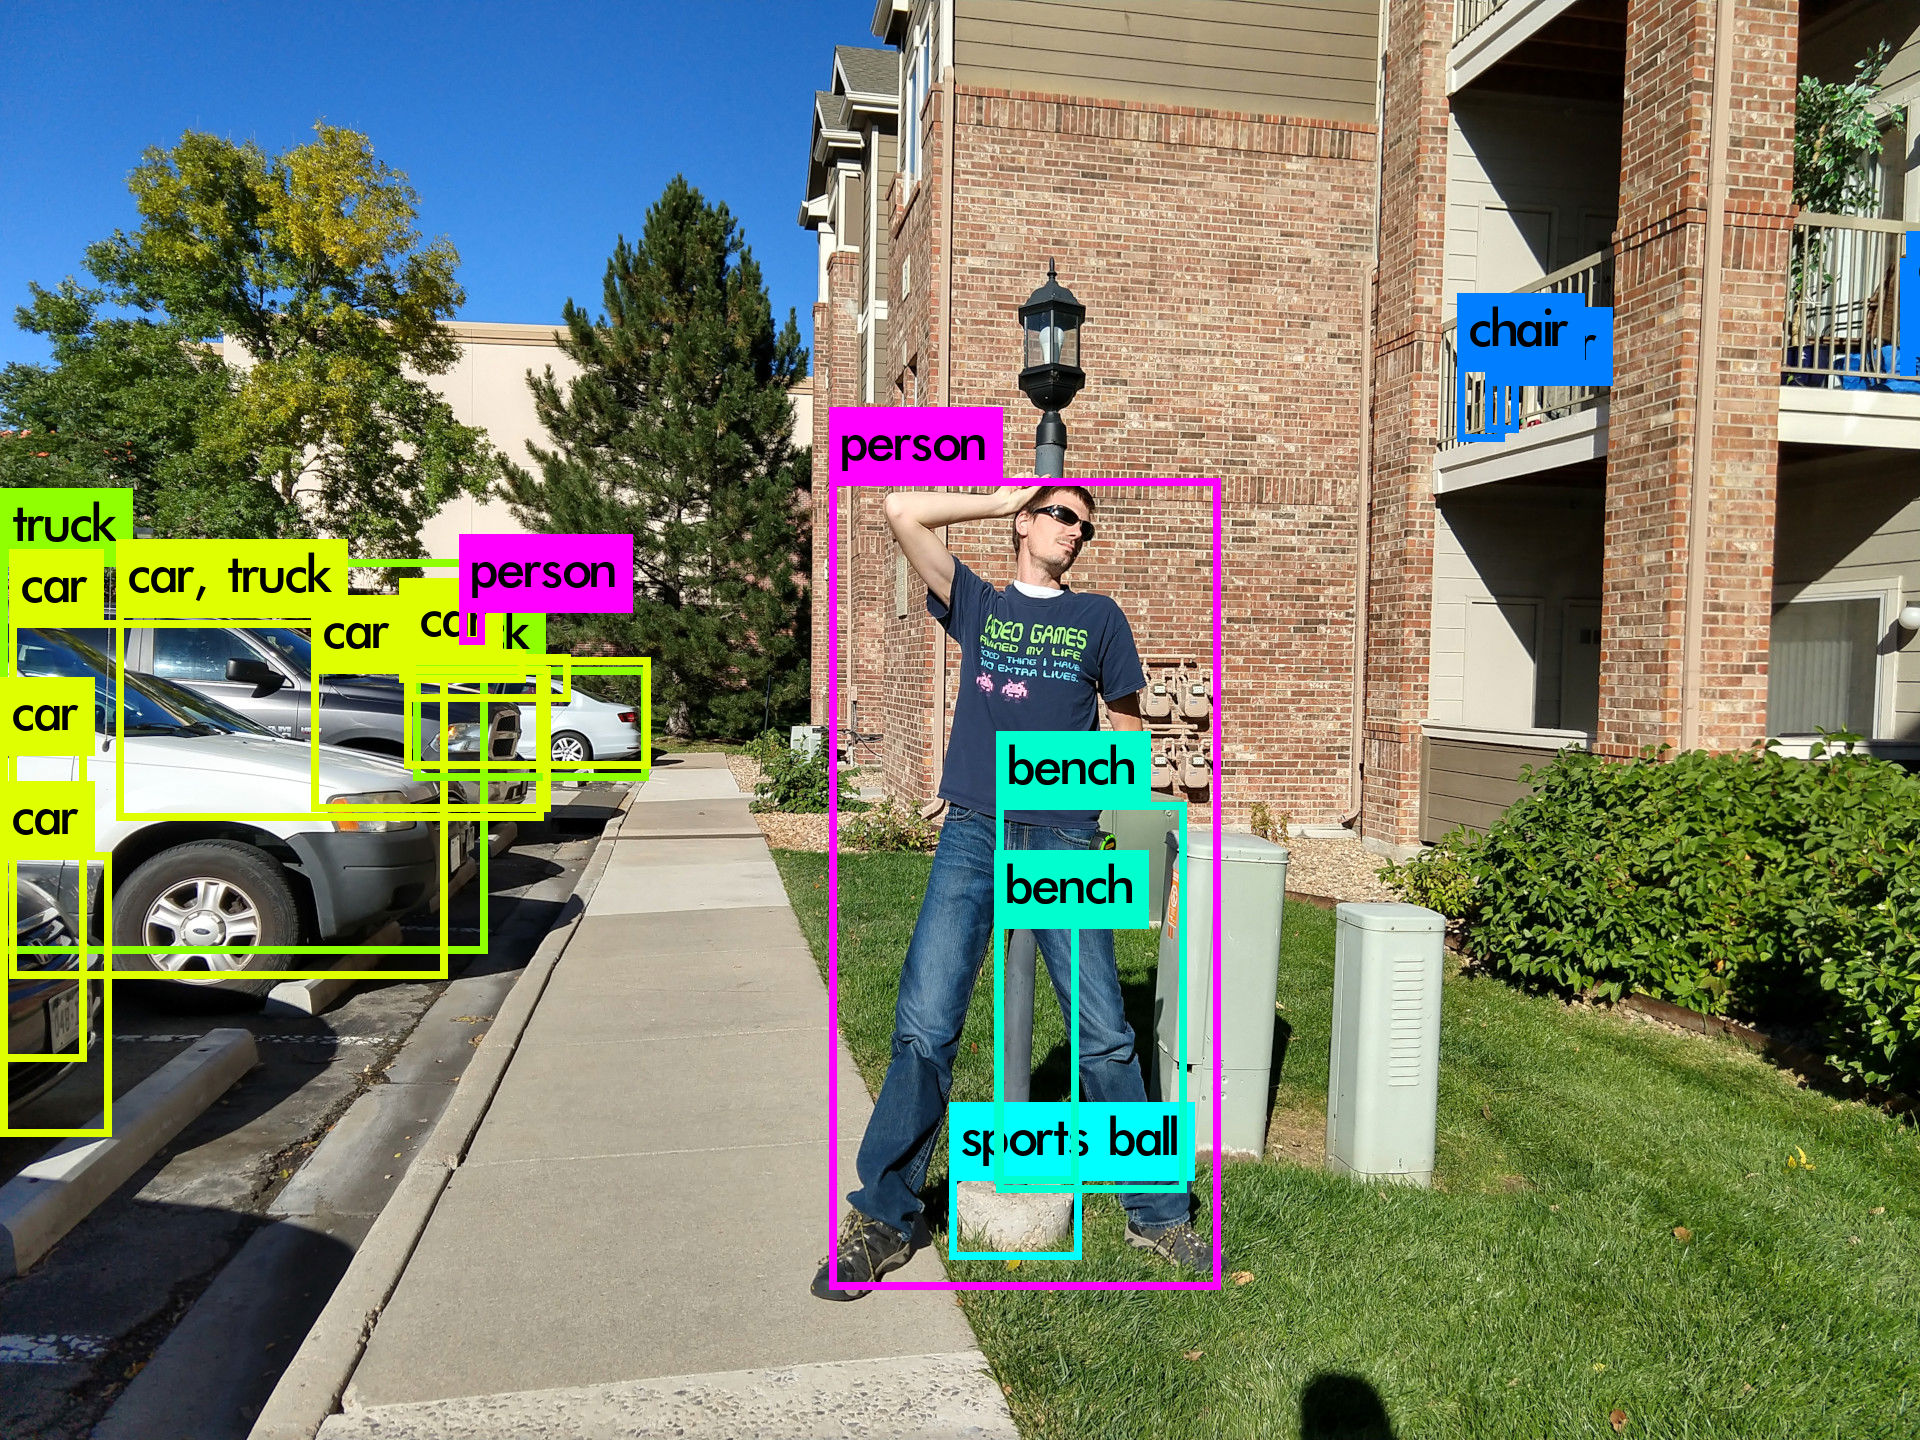 chair
r
person
truck
person
car
car, truck
car
car
k
VIDEO GAMES
RUINED MY LIFE.
GOOD THING I HAVE
TWO EXTRA LIVES.
car
bench
car
bench
sports ball